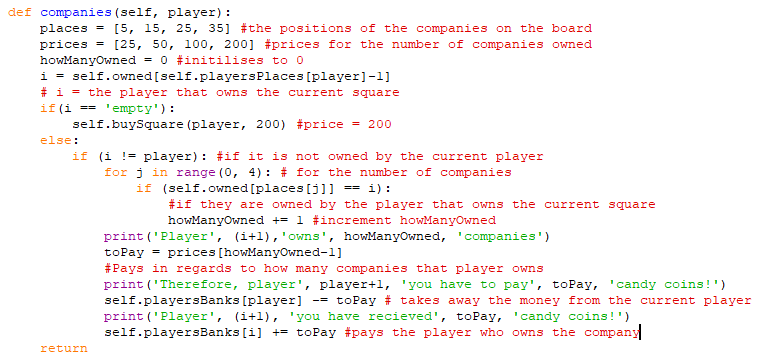 def companies(self, player):
    places = [5, 15, 25, 35] #the positions of the companies on the board
    prices = [25, 50, 100, 200] #prices for the number of companies owned
    howManyOwned = 0 #initilises to 0
    i = self.owned[self.playersPlaces[player]-1]
    # i = the player that owns the current square
    if(i == 'empty'):
        self.buySquare(player, 200) #price = 200
    else:
        if (i != player): #if it is not owned by the current player
            for j in range(0, 4): # for the number of companies
                if (self.owned[places[j]] == i):
                    #if they are owned by the player that owns the current square
                    howManyOwned += 1 #increment howManyOwned
            print('Player', (i+1),'owns', howManyOwned, 'companies')
            toPay = prices[howManyOwned-1]
            #Pays in regards to how many companies that player owns
            print('Therefore, player', player+1, 'you have to pay', toPay, 'candy coins!')
            self.playersBanks[player] -= toPay # takes away the money from the current player
            print('Player', (i+1), 'you have recieved', toPay, 'candy coins!')
            self.playersBanks[i] += toPay #pays the player who owns the company
    return